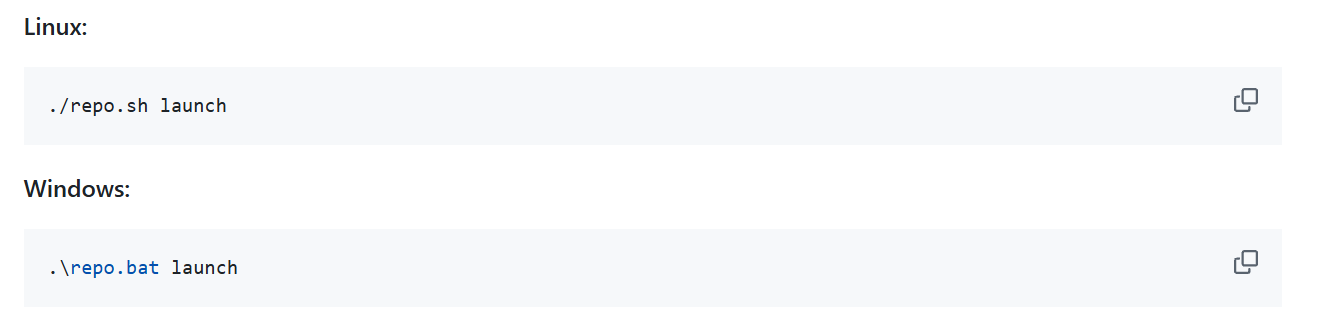 Linux:
./repo.sh launch
Windows:
.\repo.bat launch